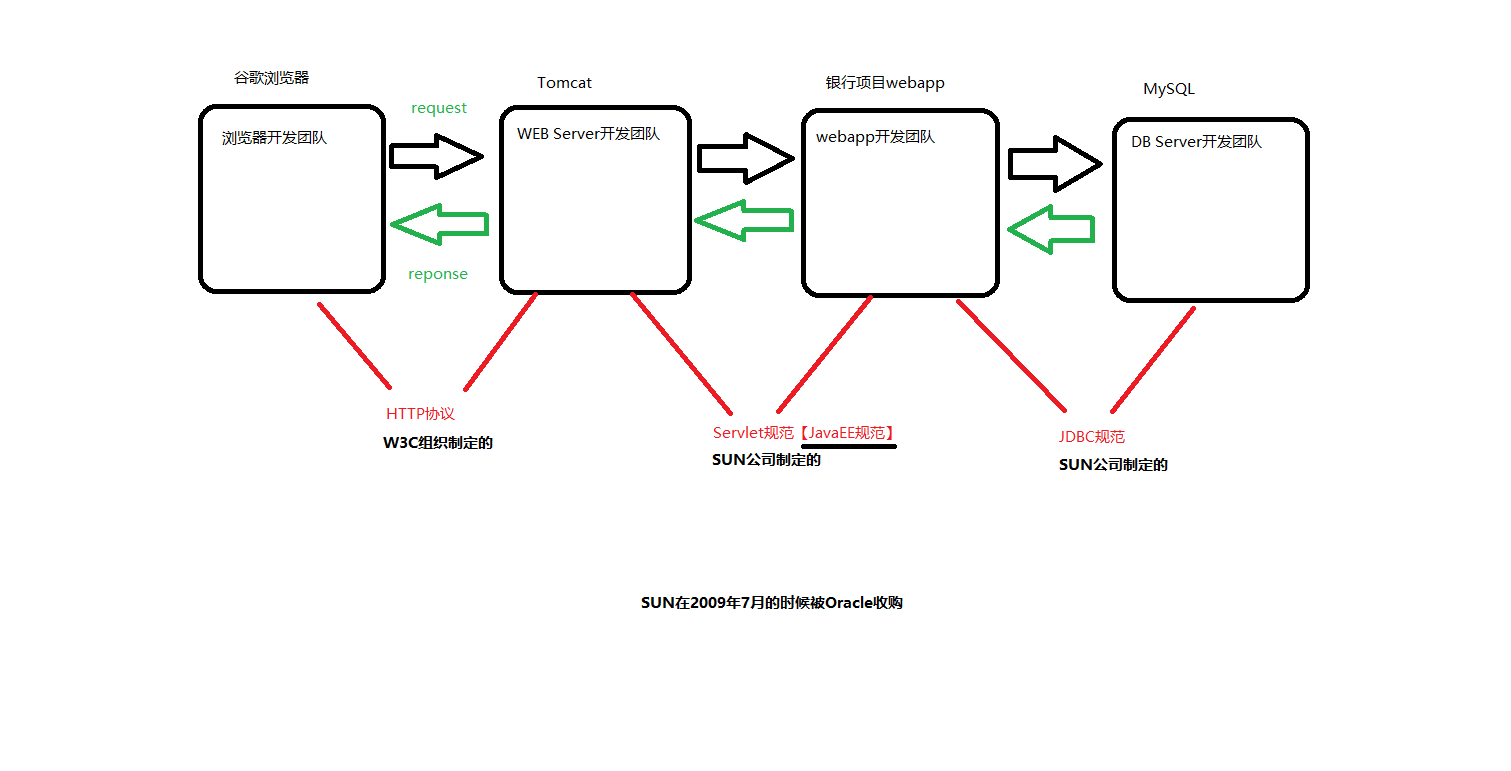 谷歌浏览器
Tomcat
银行项目webapp
MySQL
request
浏览器开发团队
WEB Server开发团队
webapp开发团队
DB Server开发团队
reponse
HTTP协议
W3C组织制定的
Servlet规范【JavaEE规范】
SUN公司制定的
JDBC规范
SUN公司制定的
SUN在2009年7月的时候被Oracle收购